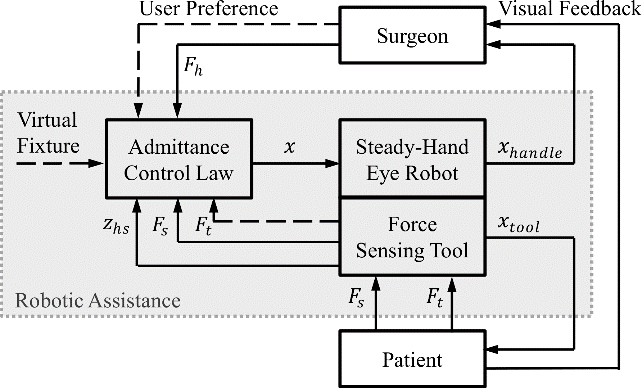 User Preference
Visual Feedback
Surgeon
F_h
Virtual
Fixture
Admittance
Control Law
x
Steady-Hand
Eye Robot
x_handle
z_hs
F_s
F_t
Force
Sensing Tool
x_tool
Robotic Assistance
F_s
F_t
Patient